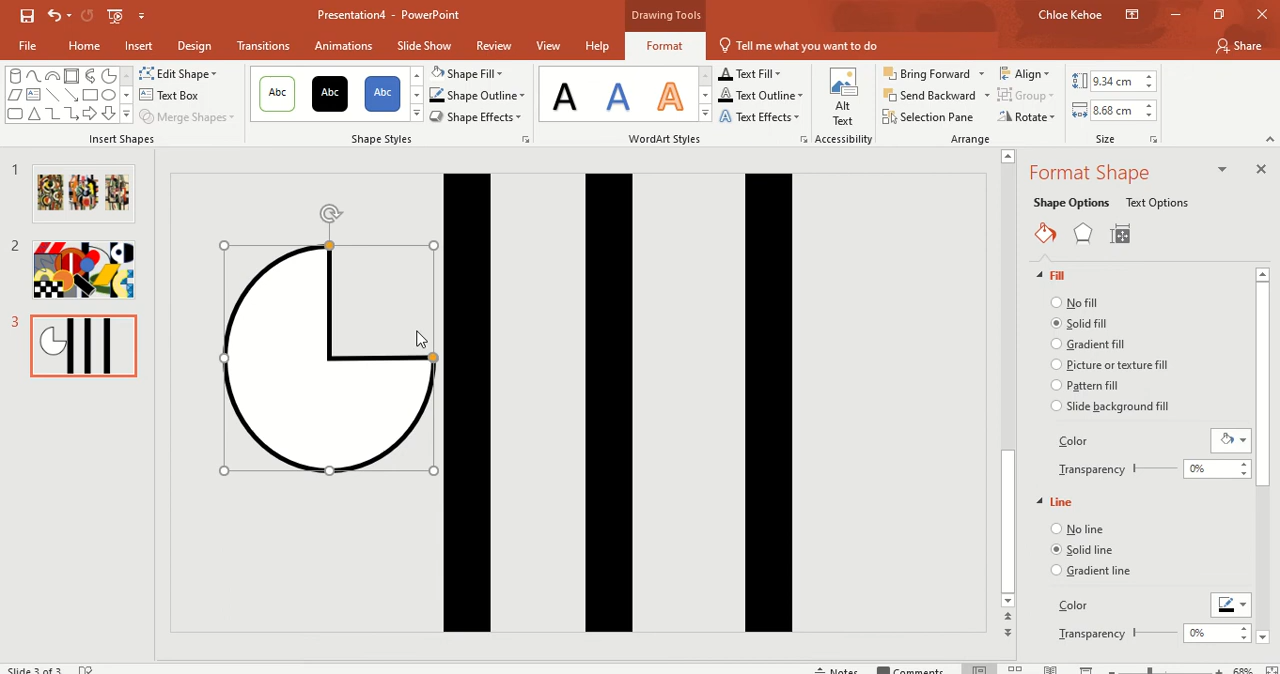 Presentation4 - PowerPoint
Drawing Tools
Chloe Kehoe
File Home Insert Design Transitions Animations Slide Show Review View Help Format Tell me what you want to do Share
Edit Shape
Text Box
Merge Shapes
Insert Shapes
Abc Abc Abc
Shape Fill
Shape Outline
Shape Effects
Shape Styles
A A A
Text Fill
Text Outline
Text Effects
WordArt Styles
Alt
Text
Accessibility
Bring Forward
Send Backward
Selection Pane
Align
Group
Rotate
Arrange
9.34 cm
8.68 cm
Size
1
2
3
Format Shape
Shape Options Text Options
Fill
No fill
Solid fill
Gradient fill
Picture or texture fill
Pattern fill
Slide background fill
Color
Transparency 0%
Line
No line
Solid line
Gradient line
Color
Transparency 0%
Slide 3 of 3
Notes
Comments
68%